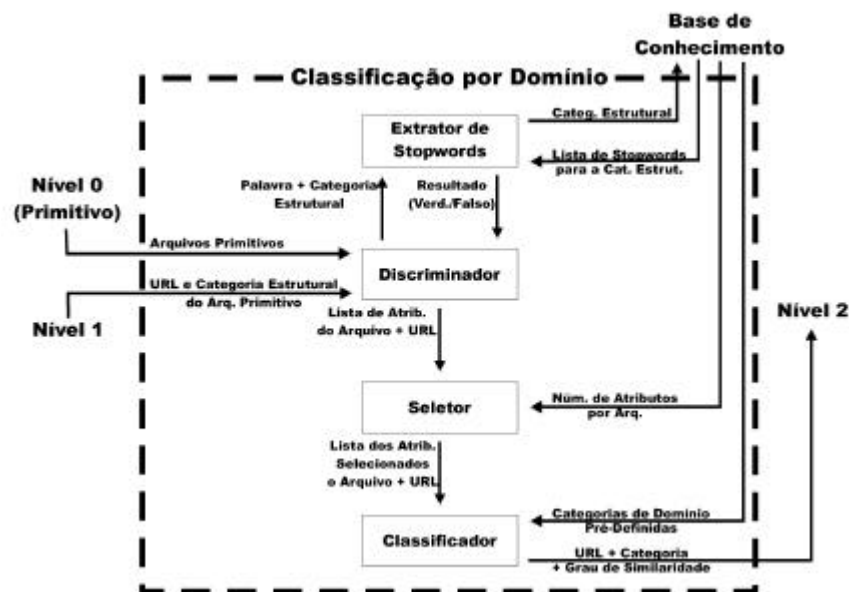 Base de
Conhecimento
Classificação por Domínio
Extrator de
Stopwords
Categ. Estrutural
Lista de Stopwords
para a Cat. Estrut.
Nível 0
(Primitivo)
Palavra + Categoria
Estrutural
Resultado
(Verd./Falso)
Arquivos Primitivos
Discriminador
URL e Categoria Estrutural
do Arq. Primitivo
Nível 1
Lista de Atrib.
do Arquivo + URL
Nível 2
Seletor
Núm. de Atributos
por Arq.
Lista dos Atrib.
Selecionados
o Arquivo + URL
Categorias de Domínio
Pré-Definidas
Classificador
URL + Categoria
+ Grau de Similaridade